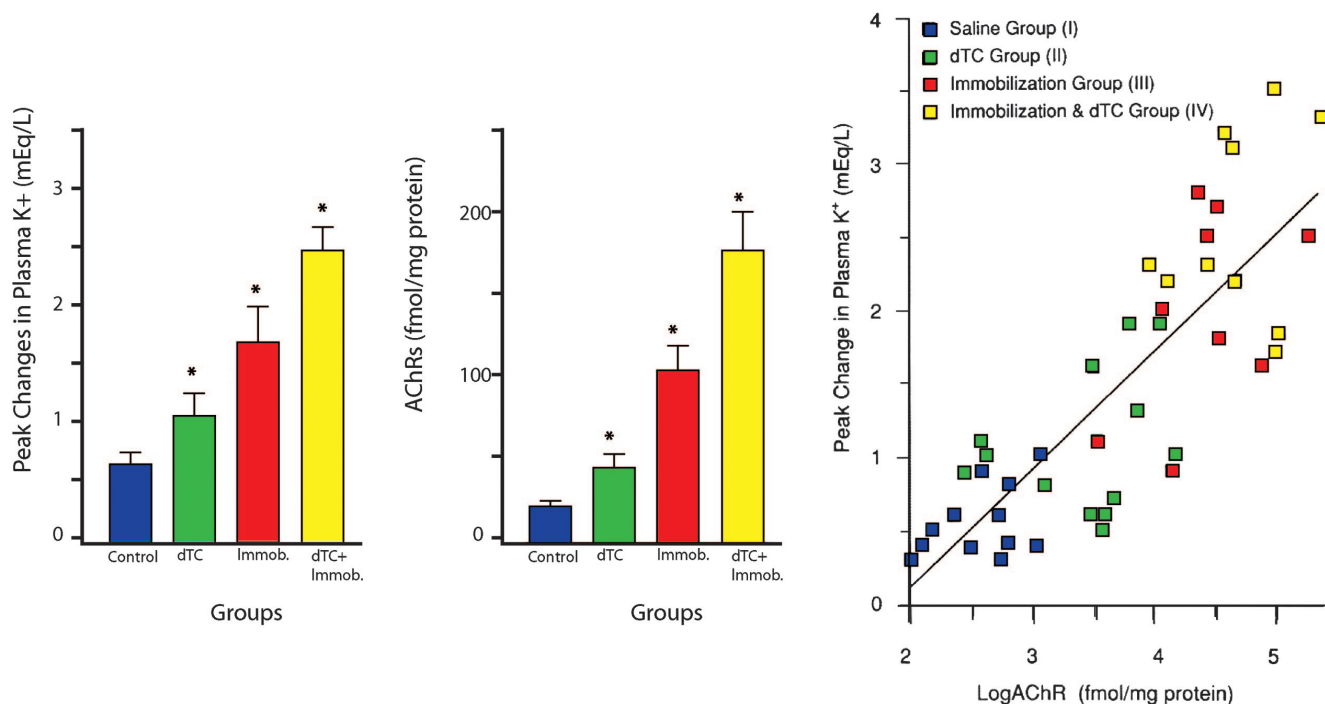 Peak Changes in Plasma K+ (mEq/L)
3
2
1
0
*
*
*
Control
dTC
Immob.
dTC+
Immob.
Groups
AChRs (fmol/mg protein)
200
100
0
*
*
*
Control
dTC
Immob.
dTC+
Immob.
Groups
Peak Change in Plasma K⁺ (mEq/L)
4
3
2
1
0
Saline Group (I)
dTC Group (II)
Immobilization Group (III)
Immobilization & dTC Group (IV)
2 3 4 5
LogAChR (fmol/mg protein)